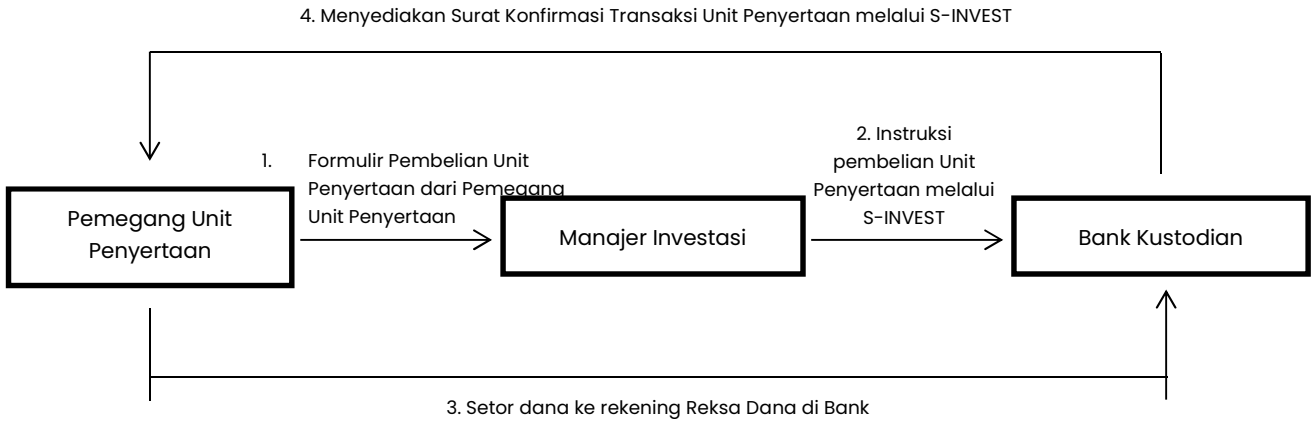 4. Menyediakan Surat Konfirmasi Transaksi Unit Penyertaan melalui S-INVEST
1. Formulir Pembelian Unit
Penyertaan dari Pemegang
Unit Penyertaan
2. Instruksi
pembelian Unit
Penyertaan melalui
S-INVEST
Pemegang Unit
Penyertaan
Manajer Investasi
Bank Kustodian
3. Setor dana ke rekening Reksa Dana di Bank